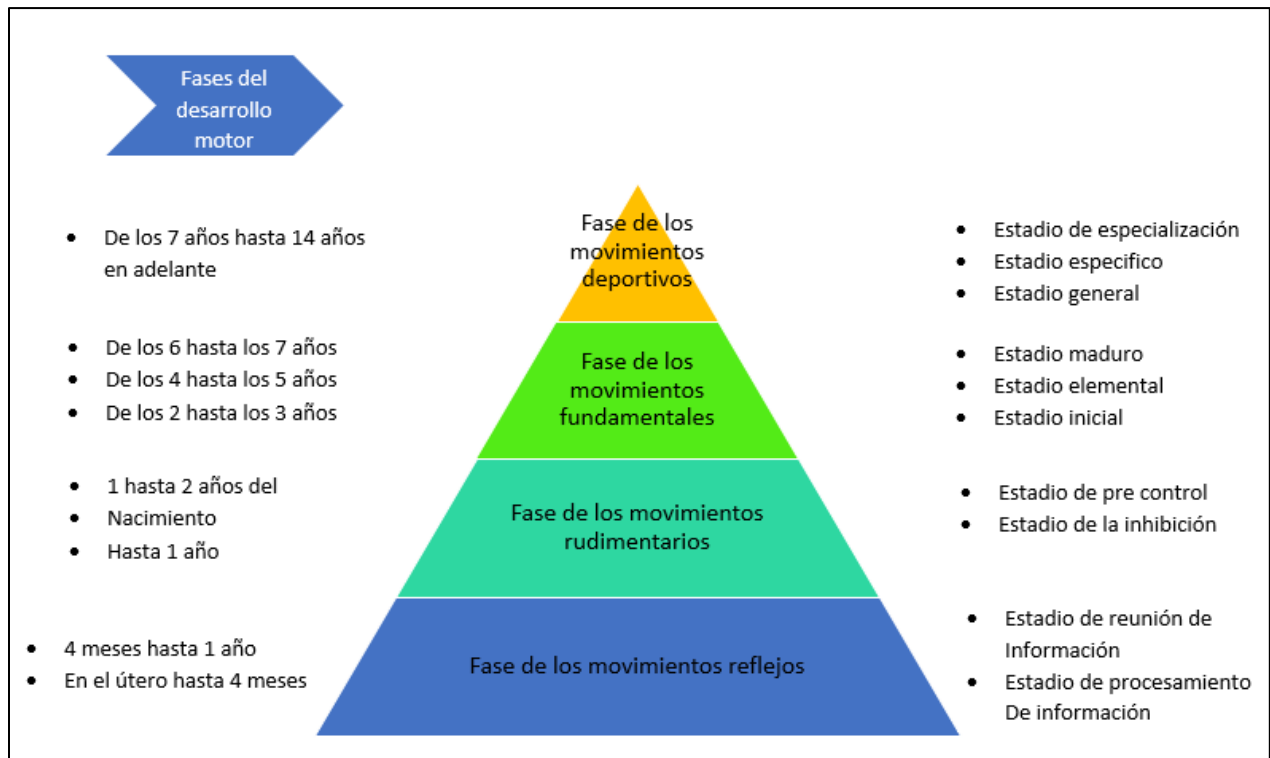 Fases del
desarrollo
motor
• De los 7 años hasta 14 años
en adelante
Fase de los
movimientos
deportivos
• Estadio de especialización
• Estadio especifico
• Estadio general
• De los 6 hasta los 7 años
• De los 4 hasta los 5 años
• De los 2 hasta los 3 años
Fase de los
movimientos
fundamentales
• Estadio maduro
• Estadio elemental
• Estadio inicial
• 1 hasta 2 años del
• Nacimiento
• Hasta 1 año
Fase de los movimientos
rudimentarios
• Estadio de pre control
• Estadio de la inhibición
• 4 meses hasta 1 año
• En el útero hasta 4 meses
Fase de los movimientos reflejos
• Estadio de reunión de
Información
• Estadio de procesamiento
De información